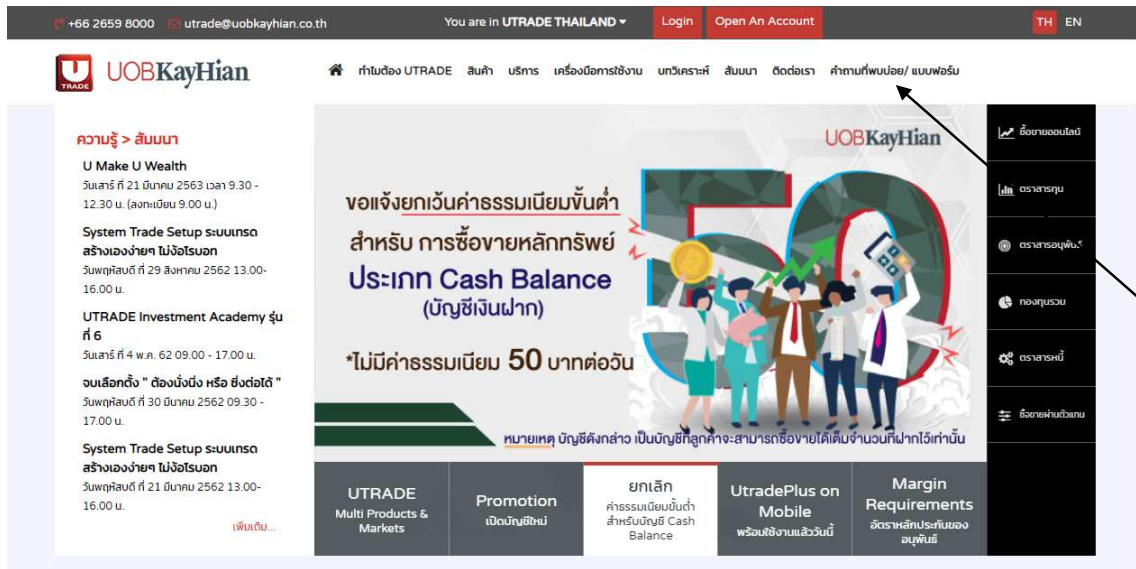 +66 2659 8000 utrade@uobkayhian.co.th You are in UTRADE THAILAND Login Open An Account TH EN
U TRADE UOBKayHian
ทำไมต้อง UTRADE สินค้า บริการ เครื่องมือการใช้งาน บทวิเคราะห์ สัมมนา ติดต่อเรา คำถามที่พบบ่อย/ แบบฟอร์ม
ความรู้ > สัมมนา
U Make U Wealth
วันเสาร์ ที่ 21 มีนาคม 2563 เวลา 9.30 -
12.30 น. (ลงทะเบียน 9.00 น.)
System Trade Setup ระบบเทรด
สร้างเองง่ายๆ ไม่ง้อโรบอท
วันพฤหัสบดี ที่ 29 สิงหาคม 2562 13.00-
16.00 น.
UTRADE Investment Academy รุ่น
ที่ 6
วันเสาร์ ที่ 4 พ.ค. 62 09.00 - 17.00 น.
จบเลือกตั้ง " ต้องนั่งนิ่ง หรือ ซิ่งต่อได้ "
วันพฤหัสบดี ที่ 30 มีนาคม 2562 09.30 -
17.00 น.
System Trade Setup ระบบเทรด
สร้างเองง่ายๆ ไม่ง้อโรบอท
วันพฤหัสบดี ที่ 21 มีนาคม 2562 13.00-
16.00 น.
เพิ่มเติม...
UOBKayHian
ขอแจ้งยกเว้นค่าธรรมเนียมขั้นต่ำ
สำหรับ การซื้อขายหลักทรัพย์
ประเภท Cash Balance
(บัญชีเงินฝาก)
*ไม่มีค่าธรรมเนียม 50 บาทต่อวัน
50
หมายเหตุ บัญชีดังกล่าว เป็นบัญชีที่ลูกค้าจะสามารถซื้อขายได้เต็มจำนวนที่ฝากไว้เท่านั้น
UTRADE
Multi Products &
Markets
Promotion
เปิดบัญชีใหม่
ยกเลิก
ค่าธรรมเนียมขั้นต่ำ
สำหรับบัญชี Cash
Balance
UtradePlus on
Mobile
พร้อมใช้งานแล้ววันนี้
Margin
Requirements
อัตราหลักประกันของ
อนุพันธ์
ซื้อขายออนไลน์
ตราสารทุน
ตราสารอนุพันธ์
กองทุนรวม
ตราสารหนี้
ซื้อขายผ่านตัวแทน